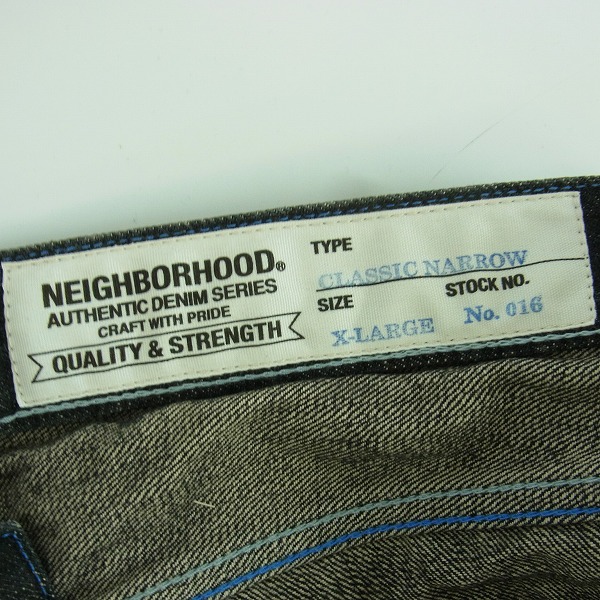 NEIGHBORHOOD®
AUTHENTIC DENIM SERIES
CRAFT WITH PRIDE
QUALITY & STRENGTH
TYPE
CLASSIC NARROW
SIZE
X-LARGE
STOCK NO.
No. 016